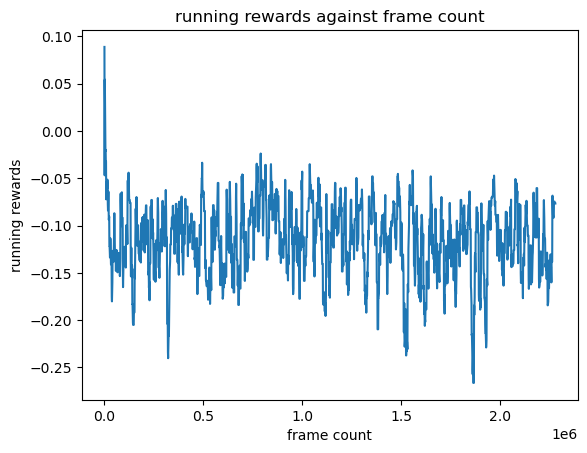 running rewards against frame count
running rewards
0.10
0.05
0.00
−0.05
−0.10
−0.15
−0.20
−0.25
0.0 0.5 1.0 1.5 2.0
1e6
frame count